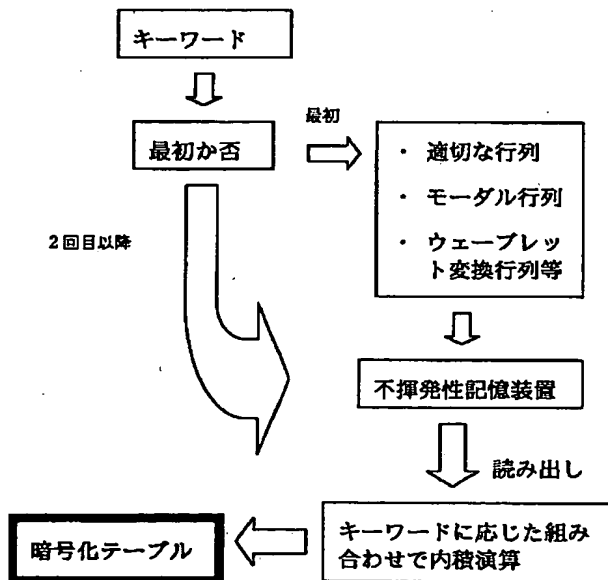 キーワード
最初か否
最初
・ 適切な行列
・ モーダル行列
・ ウェーブレッ
ト変換行列等
2回目以降
不揮発性記憶装置
読み出し
キーワードに応じた組み
合わせで内積演算
暗号化テーブル